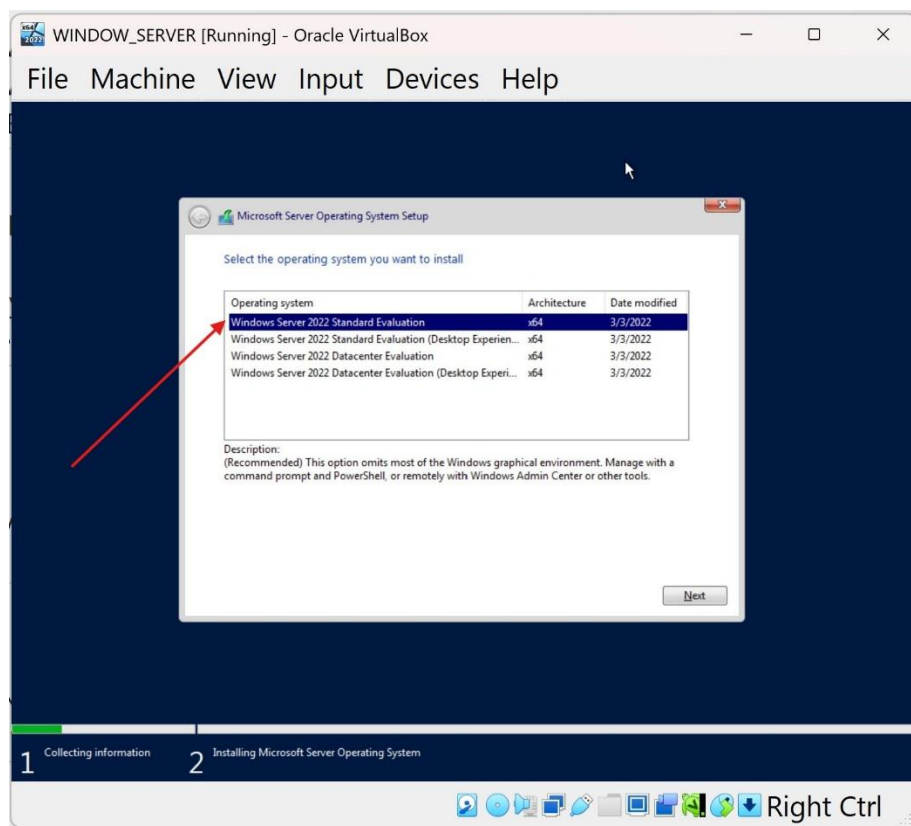 WINDOW_SERVER [Running] - Oracle VirtualBox
File Machine View Input Devices Help
Microsoft Server Operating System Setup
Select the operating system you want to install
Operating system Architecture Date modified
Windows Server 2022 Standard Evaluation x64 3/3/2022
Windows Server 2022 Standard Evaluation (Desktop Experien... x64 3/3/2022
Windows Server 2022 Datacenter Evaluation x64 3/3/2022
Windows Server 2022 Datacenter Evaluation (Desktop Experi... x64 3/3/2022
Description:
(Recommended) This option omits most of the Windows graphical environment. Manage with a
command prompt and PowerShell, or remotely with Windows Admin Center or other tools.
Next
1 Collecting information 2 Installing Microsoft Server Operating System
Right Ctrl